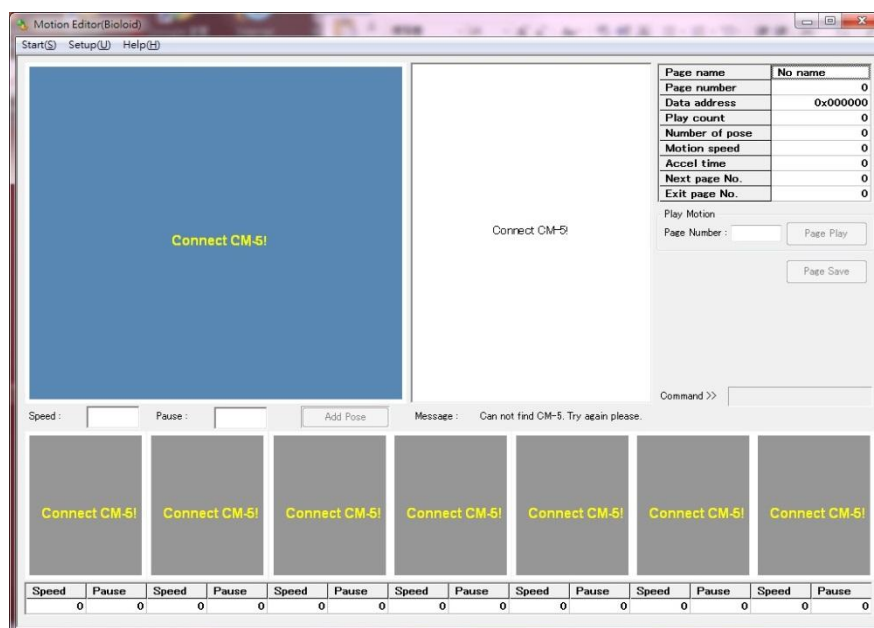 Motion Editor(Bioloid)
Start(S) Setup(U) Help(H)
Connect CM-5!
Connect CM-5!
Page name No name
Page number 0
Data address 0x000000
Play count 0
Number of pose 0
Motion speed 0
Accel time 0
Next page No. 0
Exit page No. 0
Play Motion
Page Number : Page Play
Page Save
Command >>
Speed : Pause : Add Pose Message : Can not find CM-5. Try again please.
Connect CM-5! Connect CM-5! Connect CM-5! Connect CM-5! Connect CM-5! Connect CM-5! Connect CM-5!
Speed Pause Speed Pause Speed Pause Speed Pause Speed Pause Speed Pause Speed Pause
0 0 0 0 0 0 0 0 0 0 0 0 0 0